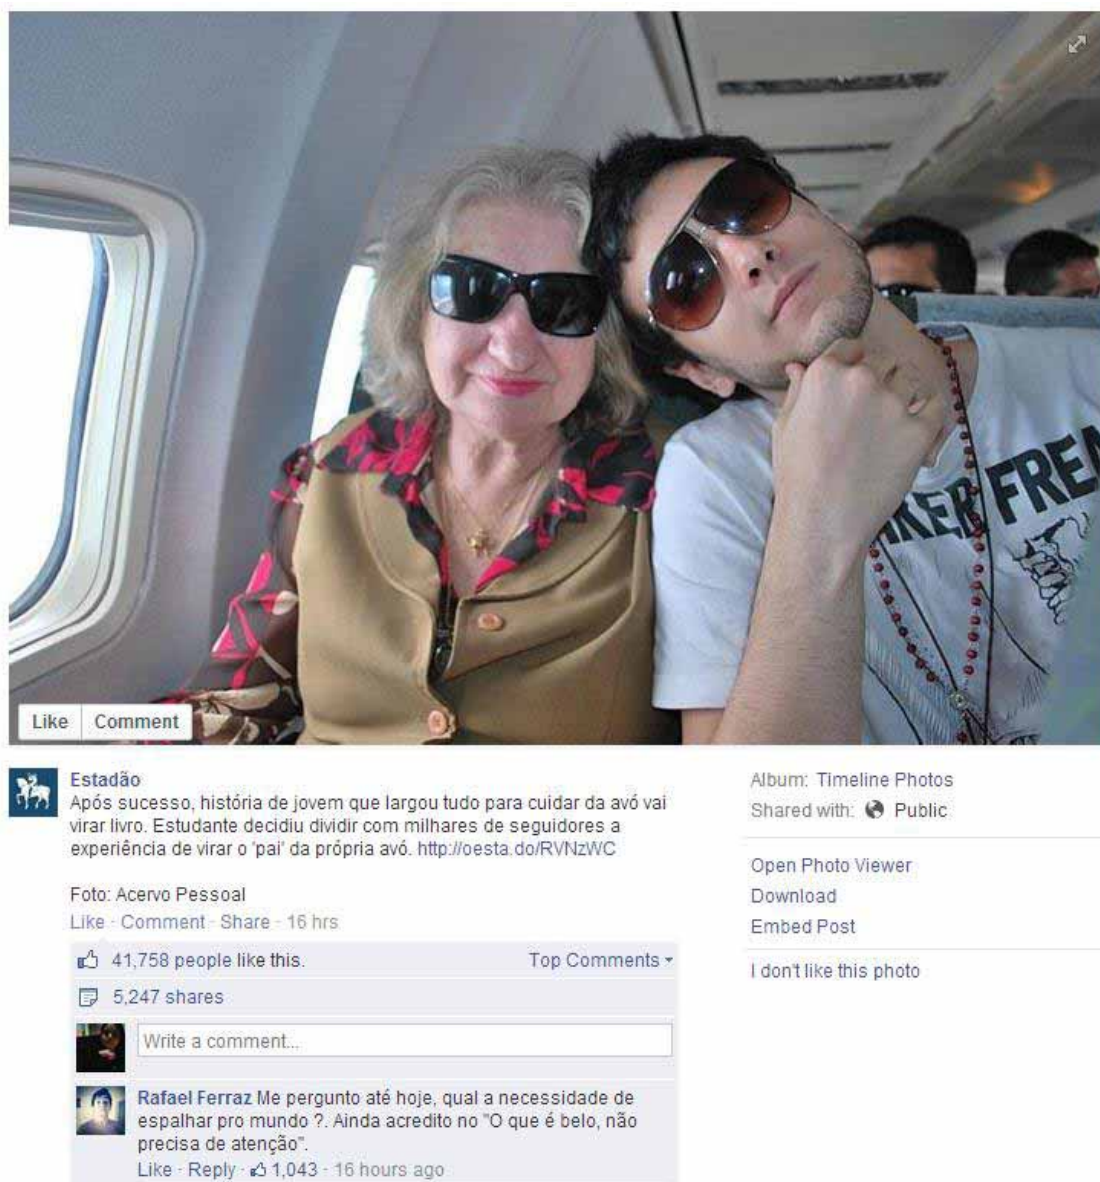 KER FRE
Like Comment
Estadão
Após sucesso, história de jovem que largou tudo para cuidar da avó vai
virar livro. Estudante decidiu dividir com milhares de seguidores a
experiência de virar o 'pai' da própria avó. http://oesta.do/RVNzWC
Foto: Acervo Pessoal
Like · Comment · Share · 16 hrs
41,758 people like this. Top Comments
5,247 shares
Write a comment...
Rafael Ferraz Me pergunto até hoje, qual a necessidade de
espalhar pro mundo ?. Ainda acredito no "O que é belo, não
precisa de atenção".
Like · Reply · 1,043 · 16 hours ago
Album: Timeline Photos
Shared with: Public
Open Photo Viewer
Download
Embed Post
I don't like this photo